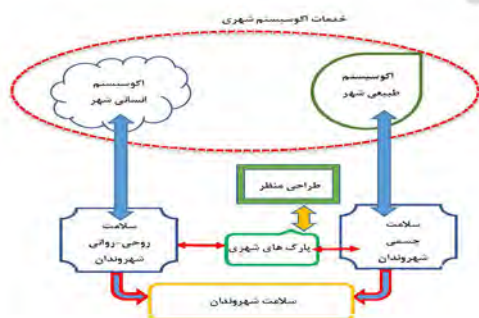 خدمات اکوسیستم شهری
اکوسیستم
طبیعی شهر
اکوسیستم
انسانی شهر
طراحی منظر
سلامت
جسمی
شهروندان
پارک های شهری
سلامت
روحی-روانی
شهروندان
سلامت شهروندان